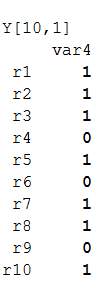 Y[10,1]
var4
r1 1
r2 1
r3 1
r4 0
r5 1
r6 0
r7 1
r8 1
r9 0
r10 1